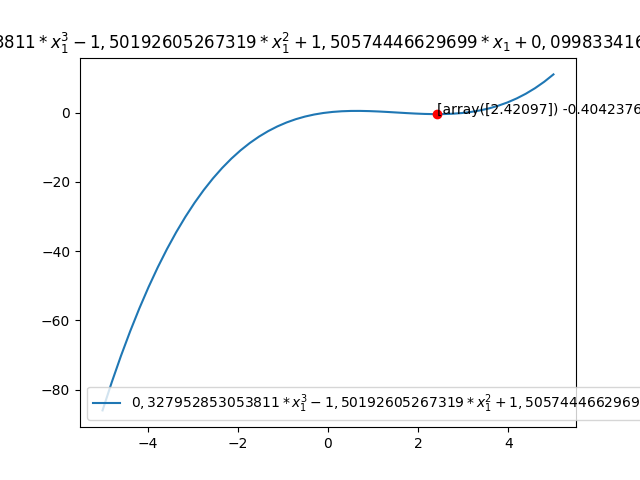 3811 * x_1^3 − 1, 50192605267319 * x_1^2 + 1, 50574446629699 * x_1 + 0, 099833416
0
−20
−40
−60
−80
[array([2.42097]) -0.4042376
0, 327952853053811 * x_1^3 − 1, 50192605267319 * x_1^2 + 1, 5057444662969
−4 −2 0 2 4